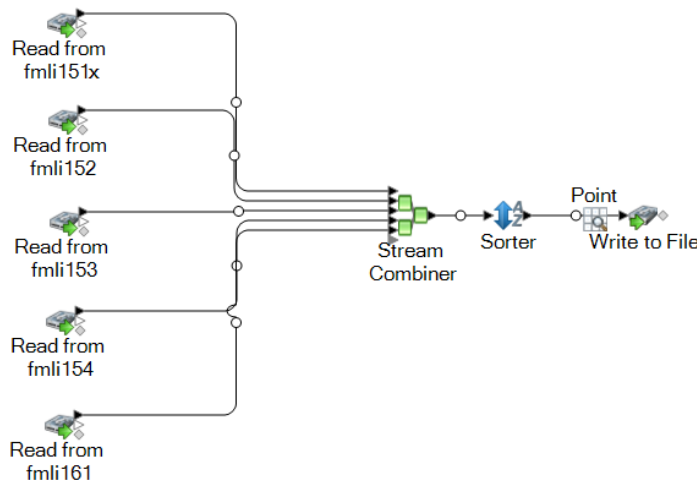 Read from
fmli151x
Read from
fmli152
Read from
fmli153
Read from
fmli154
Read from
fmli161
Stream
Combiner
Sorter
Point
Write to File